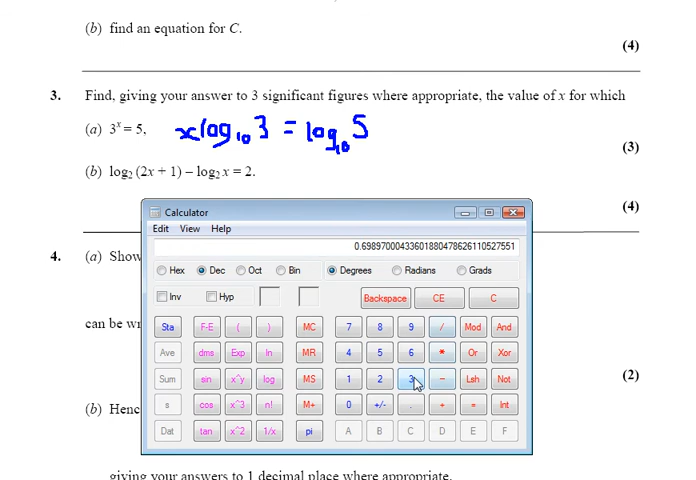 (b) find an equation for C.
(4)
3. Find, giving your answer to 3 significant figures where appropriate, the value of x for which
(a) 3ˣ = 5, xlog₁₀3 = log₁₀5
(3)
(b) log₂ (2x + 1) – log₂ x = 2.
(4)
Calculator
Edit View Help
0.69897000433601880478626110527551
4. (a) Show
Hex Dec Oct Bin Degrees Radians Grads
Inv Hyp Backspace CE C
can be wr
Sta F-E ( ) MC 7 8 9 / Mod And
Ave dms Exp ln MR 4 5 6 * Or Xor
Sum sin x^y log MS 1 2 3 - Lsh Not
(2)
s cos x^3 n! M+ 0 +/- . + = Int
(b) Henc
Dat tan x^2 1/x pi A B C D E F
giving your answers to 1 decimal place where appropriate.